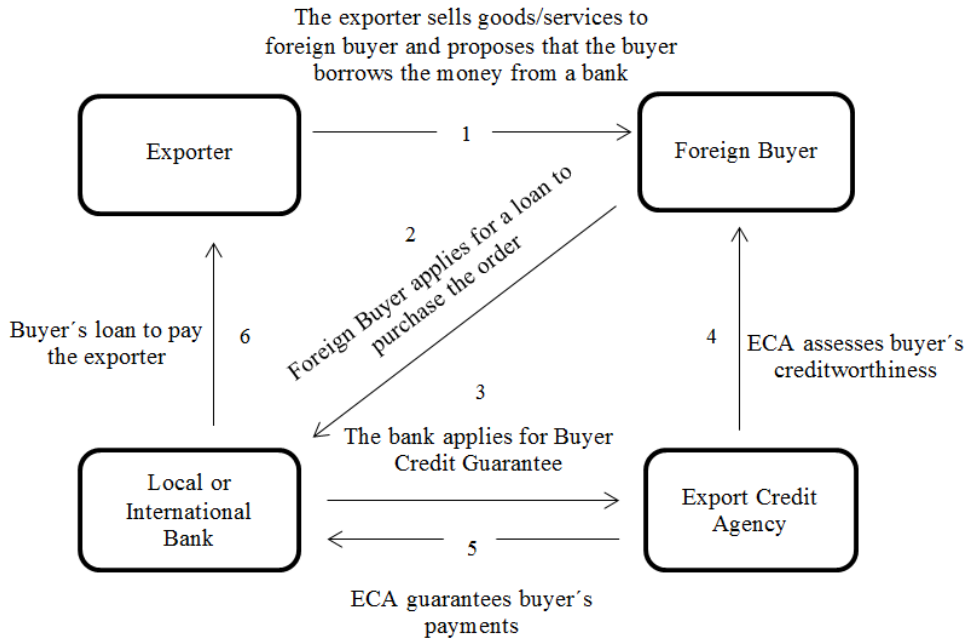 The exporter sells goods/services to
foreign buyer and proposes that the buyer
borrows the money from a bank
Exporter
1
Foreign Buyer
2
Foreign Buyer applies for a loan to
purchase the order
Buyer´s loan to pay
the exporter
6
4
ECA assesses buyer´s
creditworthiness
3
The bank applies for Buyer
Credit Guarantee
Local or
International
Bank
Export Credit
Agency
5
ECA guarantees buyer´s
payments